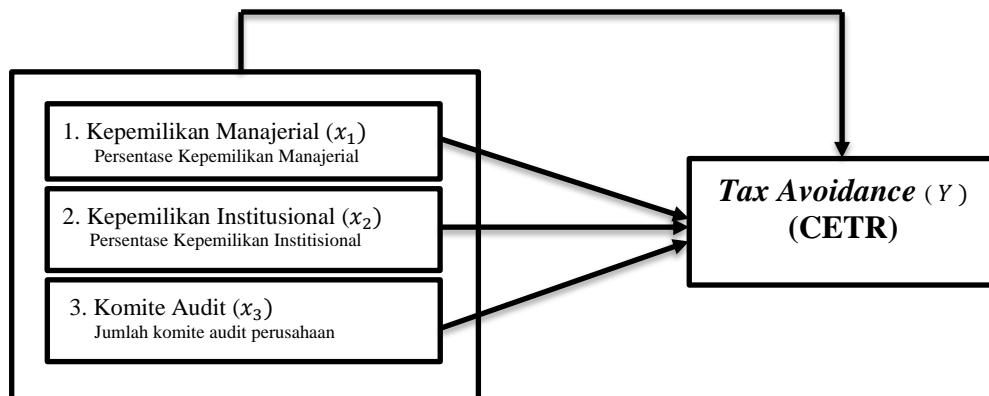 1. Kepemilikan Manajerial (x₁)
Persentase Kepemilikan Manajerial
2. Kepemilikan Institusional (x₂)
Persentase Kepemilikan Institisional
3. Komite Audit (x₃)
Jumlah komite audit perusahaan
Tax Avoidance (Y)
(CETR)